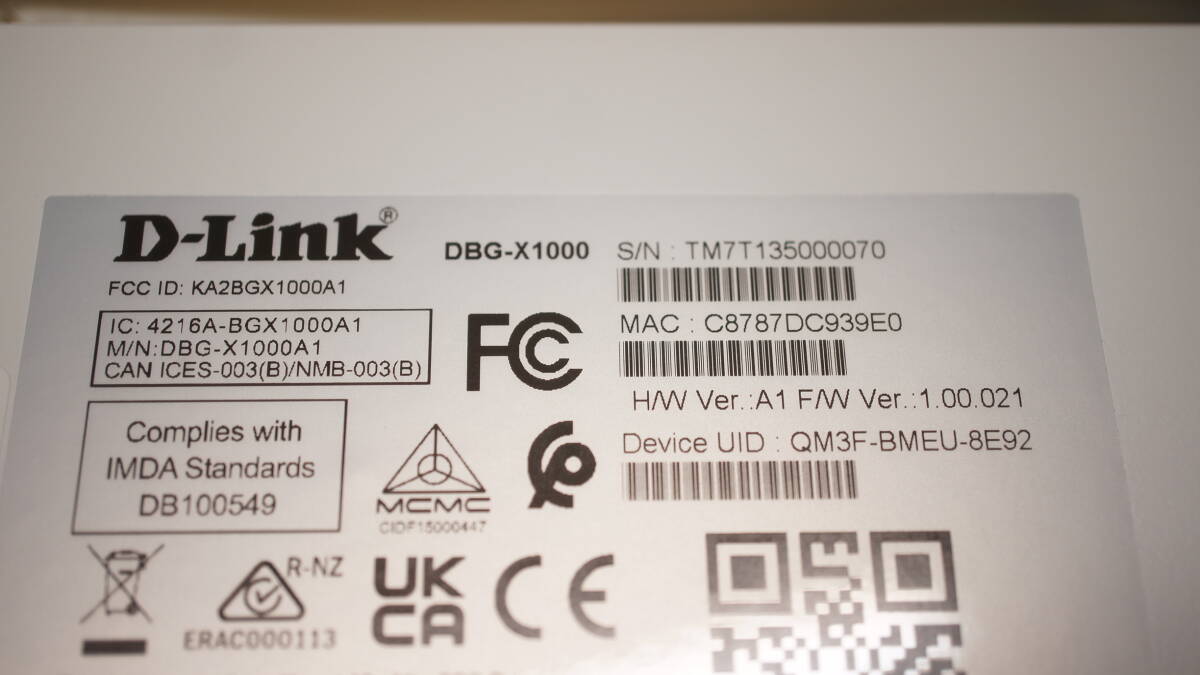 D-Link®
DBG-X1000
FCC ID: KA2BGX1000A1
IC: 4216A-BGX1000A1
M/N:DBG-X1000A1
CAN ICES-003(B)/NMB-003(B)
FC
Complies with
IMDA Standards
DB100549
MCMC
CIDF15000447
R-NZ
ERAC000113
UK
CA
CE
S/N : TM7T135000070
MAC : C8787DC939E0
H/W Ver.:A1 F/W Ver.:1.00.021
Device UID : QM3F-BMEU-8E92